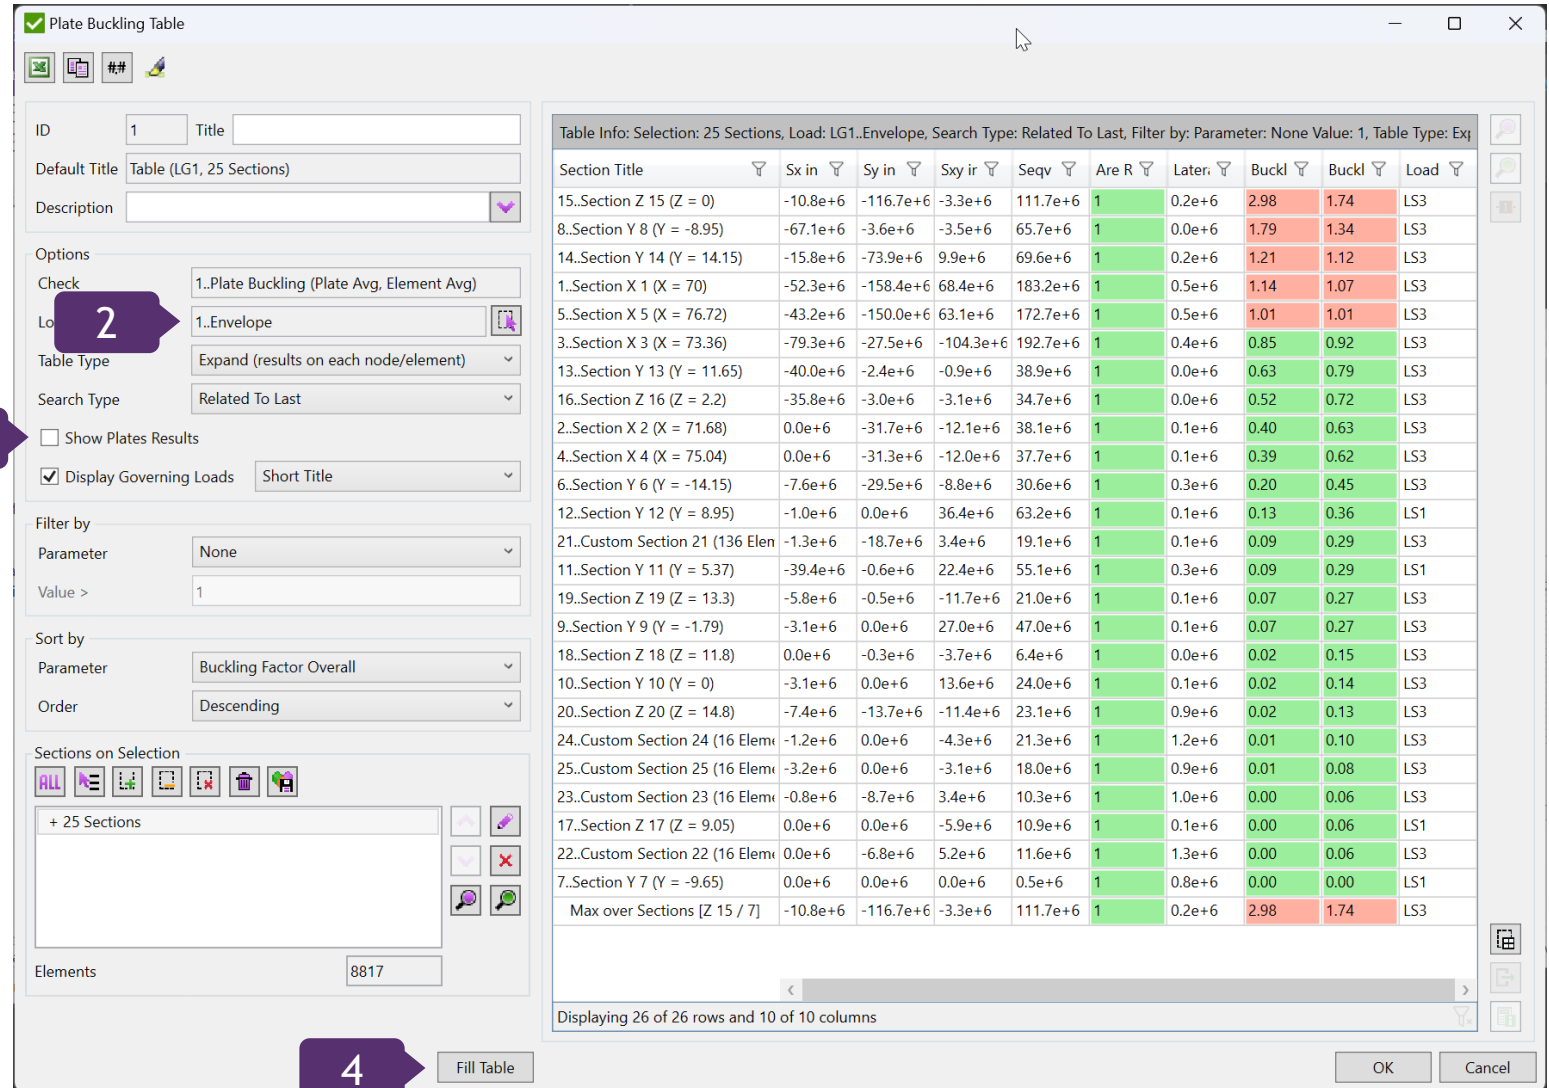 Plate Buckling Table
#.#
ID 1 Title
Default Title Table (LG1, 25 Sections)
Description
Options
Check 1..Plate Buckling (Plate Avg, Element Avg)
Lo 2 1..Envelope
Table Type Expand (results on each node/element)
Search Type Related To Last
Show Plates Results
Display Governing Loads Short Title
Filter by
Parameter None
Value > 1
Sort by
Parameter Buckling Factor Overall
Order Descending
Sections on Selection
ALL
+ 25 Sections
Elements 8817
4 Fill Table
Table Info: Selection: 25 Sections, Load: LG1..Envelope, Search Type: Related To Last, Filter by: Parameter: None Value: 1, Table Type: Exp
Section Title Sx in Sy in Sxy ir Seqv Are R Latera Buckl Buckl Load
15..Section Z 15 (Z = 0) -10.8e+6 -116.7e+6 -3.3e+6 111.7e+6 1 0.2e+6 2.98 1.74 LS3
8..Section Y 8 (Y = -8.95) -67.1e+6 -3.6e+6 -3.5e+6 65.7e+6 1 0.0e+6 1.79 1.34 LS3
14..Section Y 14 (Y = 14.15) -15.8e+6 -73.9e+6 9.9e+6 69.6e+6 1 0.2e+6 1.21 1.12 LS3
1..Section X 1 (X = 70) -52.3e+6 -158.4e+6 68.4e+6 183.2e+6 1 0.5e+6 1.14 1.07 LS3
5..Section X 5 (X = 76.72) -43.2e+6 -150.0e+6 63.1e+6 172.7e+6 1 0.5e+6 1.01 1.01 LS3
3..Section X 3 (X = 73.36) -79.3e+6 -27.5e+6 -104.3e+6 192.7e+6 1 0.4e+6 0.85 0.92 LS3
13..Section Y 13 (Y = 11.65) -40.0e+6 -2.4e+6 -0.9e+6 38.9e+6 1 0.0e+6 0.63 0.79 LS3
16..Section Z 16 (Z = 2.2) -35.8e+6 -3.0e+6 -3.1e+6 34.7e+6 1 0.0e+6 0.52 0.72 LS3
2..Section X 2 (X = 71.68) 0.0e+6 -31.7e+6 -12.1e+6 38.1e+6 1 0.1e+6 0.40 0.63 LS3
4..Section X 4 (X = 75.04) 0.0e+6 -31.3e+6 -12.0e+6 37.7e+6 1 0.1e+6 0.39 0.62 LS3
6..Section Y 6 (Y = -14.15) -7.6e+6 -29.5e+6 -8.8e+6 30.6e+6 1 0.3e+6 0.20 0.45 LS3
12..Section Y 12 (Y = 8.95) -1.0e+6 0.0e+6 36.4e+6 63.2e+6 1 0.1e+6 0.13 0.36 LS1
21..Custom Section 21 (136 Elem -1.3e+6 -18.7e+6 3.4e+6 19.1e+6 1 0.1e+6 0.09 0.29 LS3
11..Section Y 11 (Y = 5.37) -39.4e+6 -0.6e+6 22.4e+6 55.1e+6 1 0.3e+6 0.09 0.29 LS1
19..Section Z 19 (Z = 13.3) -5.8e+6 -0.5e+6 -11.7e+6 21.0e+6 1 0.1e+6 0.07 0.27 LS3
9..Section Y 9 (Y = -1.79) -3.1e+6 0.0e+6 27.0e+6 47.0e+6 1 0.1e+6 0.07 0.27 LS3
18..Section Z 18 (Z = 11.8) 0.0e+6 -0.3e+6 -3.7e+6 6.4e+6 1 0.0e+6 0.02 0.15 LS3
10..Section Y 10 (Y = 0) -3.1e+6 0.0e+6 13.6e+6 24.0e+6 1 0.1e+6 0.02 0.14 LS3
20..Section Z 20 (Z = 14.8) -7.4e+6 -13.7e+6 -11.4e+6 23.1e+6 1 0.9e+6 0.02 0.13 LS3
24..Custom Section 24 (16 Eleme -1.2e+6 0.0e+6 -4.3e+6 21.3e+6 1 1.2e+6 0.01 0.10 LS3
25..Custom Section 25 (16 Eleme -3.2e+6 0.0e+6 -3.1e+6 18.0e+6 1 0.9e+6 0.01 0.08 LS3
23..Custom Section 23 (16 Eleme -0.8e+6 -8.7e+6 3.4e+6 10.3e+6 1 1.0e+6 0.00 0.06 LS3
17..Section Z 17 (Z = 9.05) 0.0e+6 0.0e+6 -5.9e+6 10.9e+6 1 0.1e+6 0.00 0.06 LS1
22..Custom Section 22 (16 Eleme 0.0e+6 -6.8e+6 5.2e+6 11.6e+6 1 1.3e+6 0.00 0.06 LS3
7..Section Y 7 (Y = -9.65) 0.0e+6 0.0e+6 0.0e+6 0.5e+6 1 0.8e+6 0.00 0.00 LS1
Max over Sections [Z 15 / 7] -10.8e+6 -116.7e+6 -3.3e+6 111.7e+6 1 0.2e+6 2.98 1.74 LS3
Displaying 26 of 26 rows and 10 of 10 columns
OK Cancel